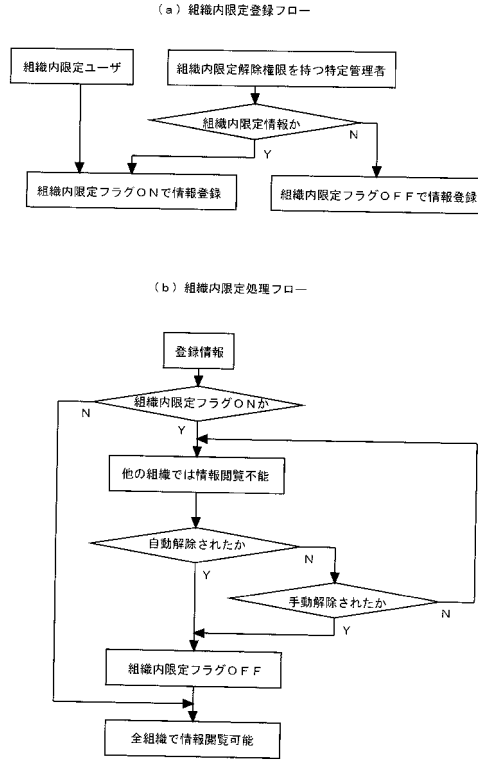 (a)組織内限定登録フロー
組織内限定ユーザ
組織内限定解除権限を持つ特定管理者
組織内限定情報か
N
Y
組織内限定フラグONで情報登録
組織内限定フラグOFFで情報登録
(b)組織内限定処理フロー
登録情報
組織内限定フラグONか
N
Y
他の組織では情報閲覧不能
自動解除されたか
N
Y
手動解除されたか
N
Y
組織内限定フラグOFF
全組織で情報閲覧可能